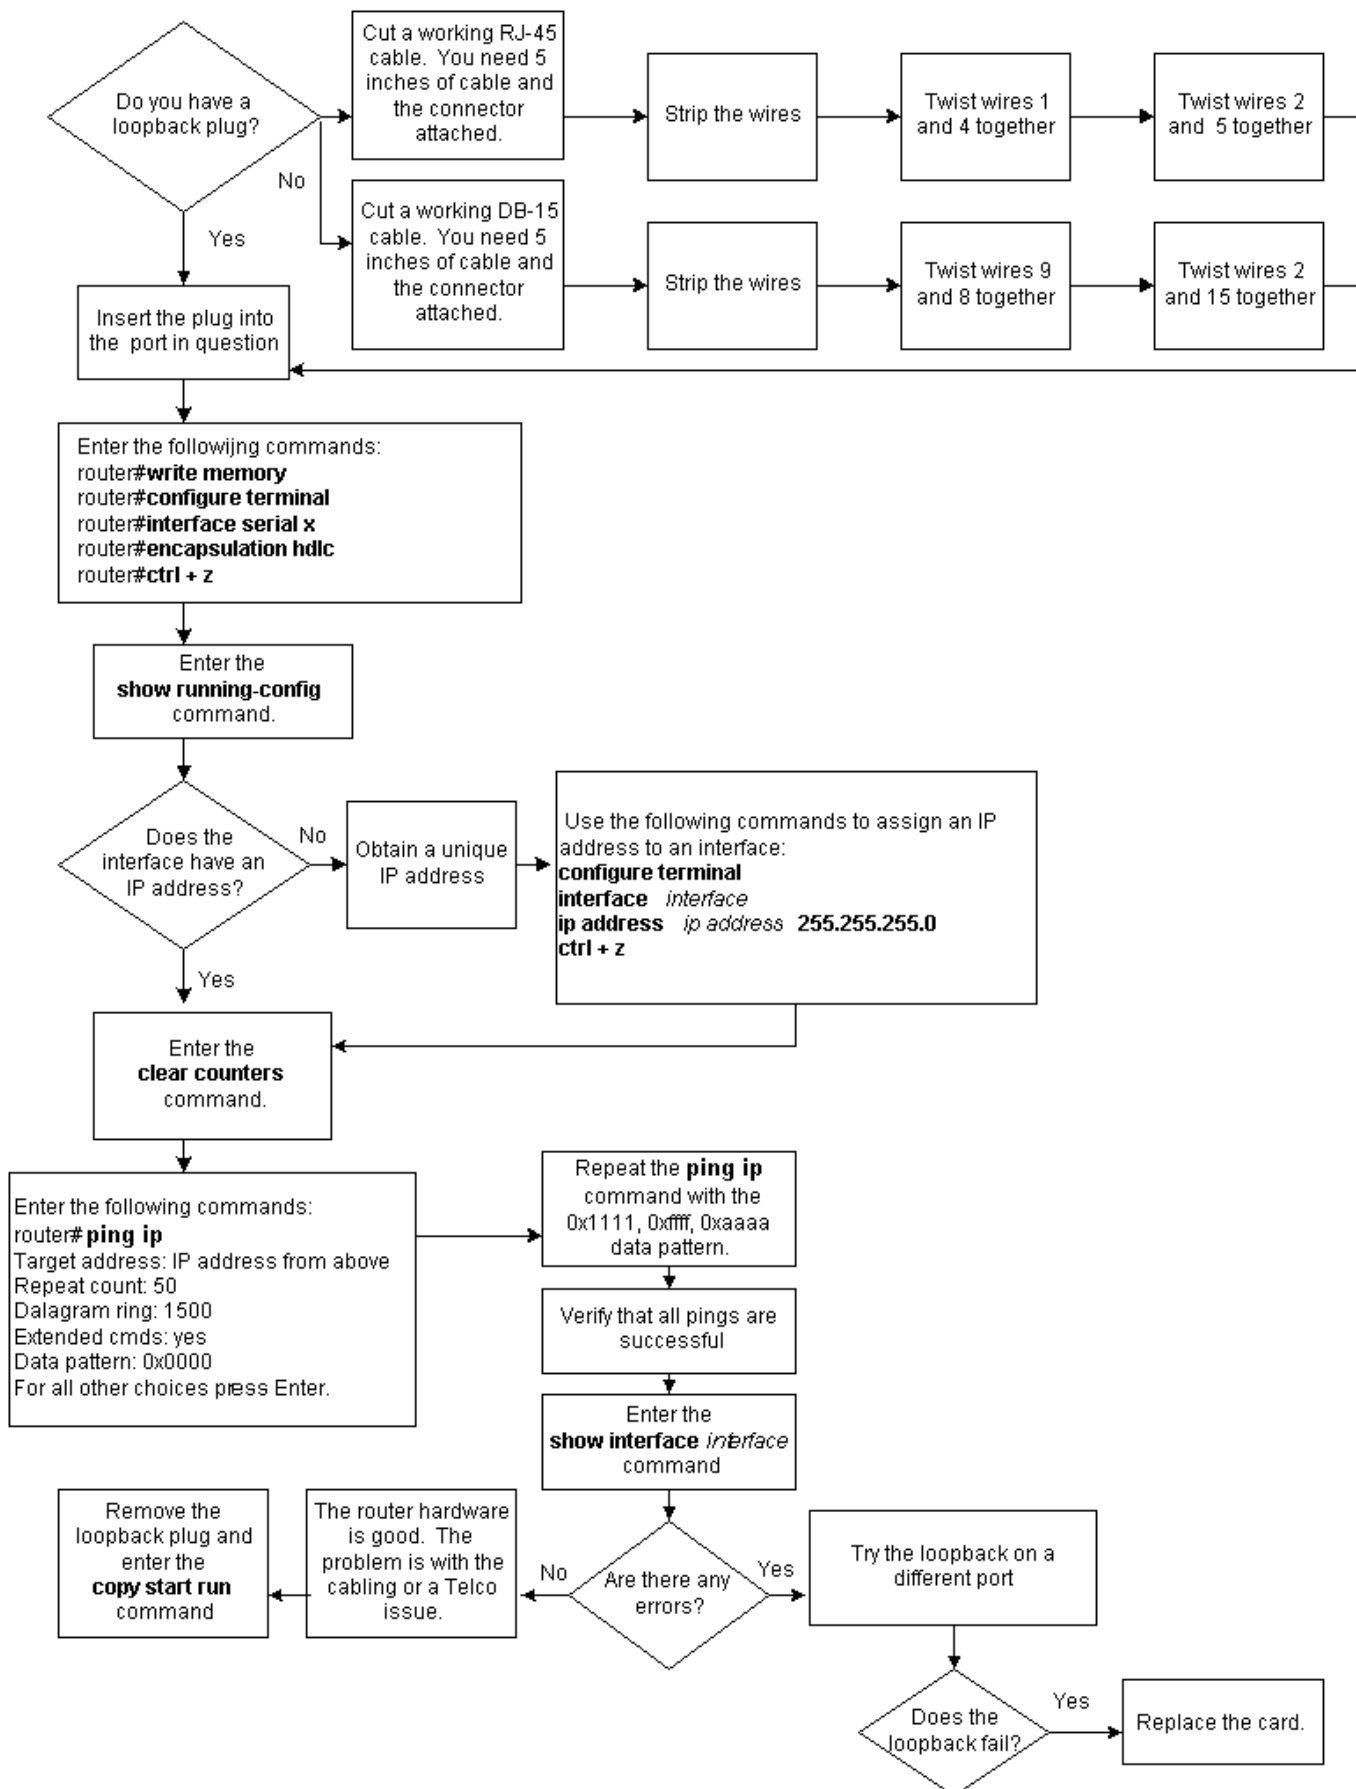 Do you have a
loopback plug?
No
Yes
Cut a working RJ-45
cable. You need 5
inches of cable and
the connector
attached.
Strip the wires
Twist wires 1
and 4 together
Twist wires 2
and 5 together
Cut a working DB-15
cable. You need 5
inches of cable and
the connector
attached.
Strip the wires
Twist wires 9
and 8 together
Twist wires 2
and 15 together
Insert the plug into
the port in question
Enter the followijng commands:
router#write memory
router#configure terminal
router#interface serial x
router#encapsulation hdlc
router#ctrl + z
Enter the
show running-config
command.
Does the
interface have an
IP address?
No
Yes
Obtain a unique
IP address
Use the following commands to assign an IP
address to an interface:
configure terminal
interface interface
ip address ip address 255.255.255.0
ctrl + z
Enter the
clear counters
command.
Enter the following commands:
router# ping ip
Target address: IP address from above
Repeat count: 50
Dalagram ring: 1500
Extended cmds: yes
Data pattern: 0x0000
For all other choices press Enter.
Repeat the ping ip
command with the
0x1111, 0xffff, 0xaaaa
data pattern.
Verify that all pings are
successful
Enter the
show interface interface
command
Are there any
errors?
No
Yes
The router hardware
is good. The
problem is with the
cabling or a Telco
issue.
Remove the
loopback plug and
enter the
copy start run
command
Try the loopback on a
different port
Does the
loopback fail?
Yes
Replace the card.